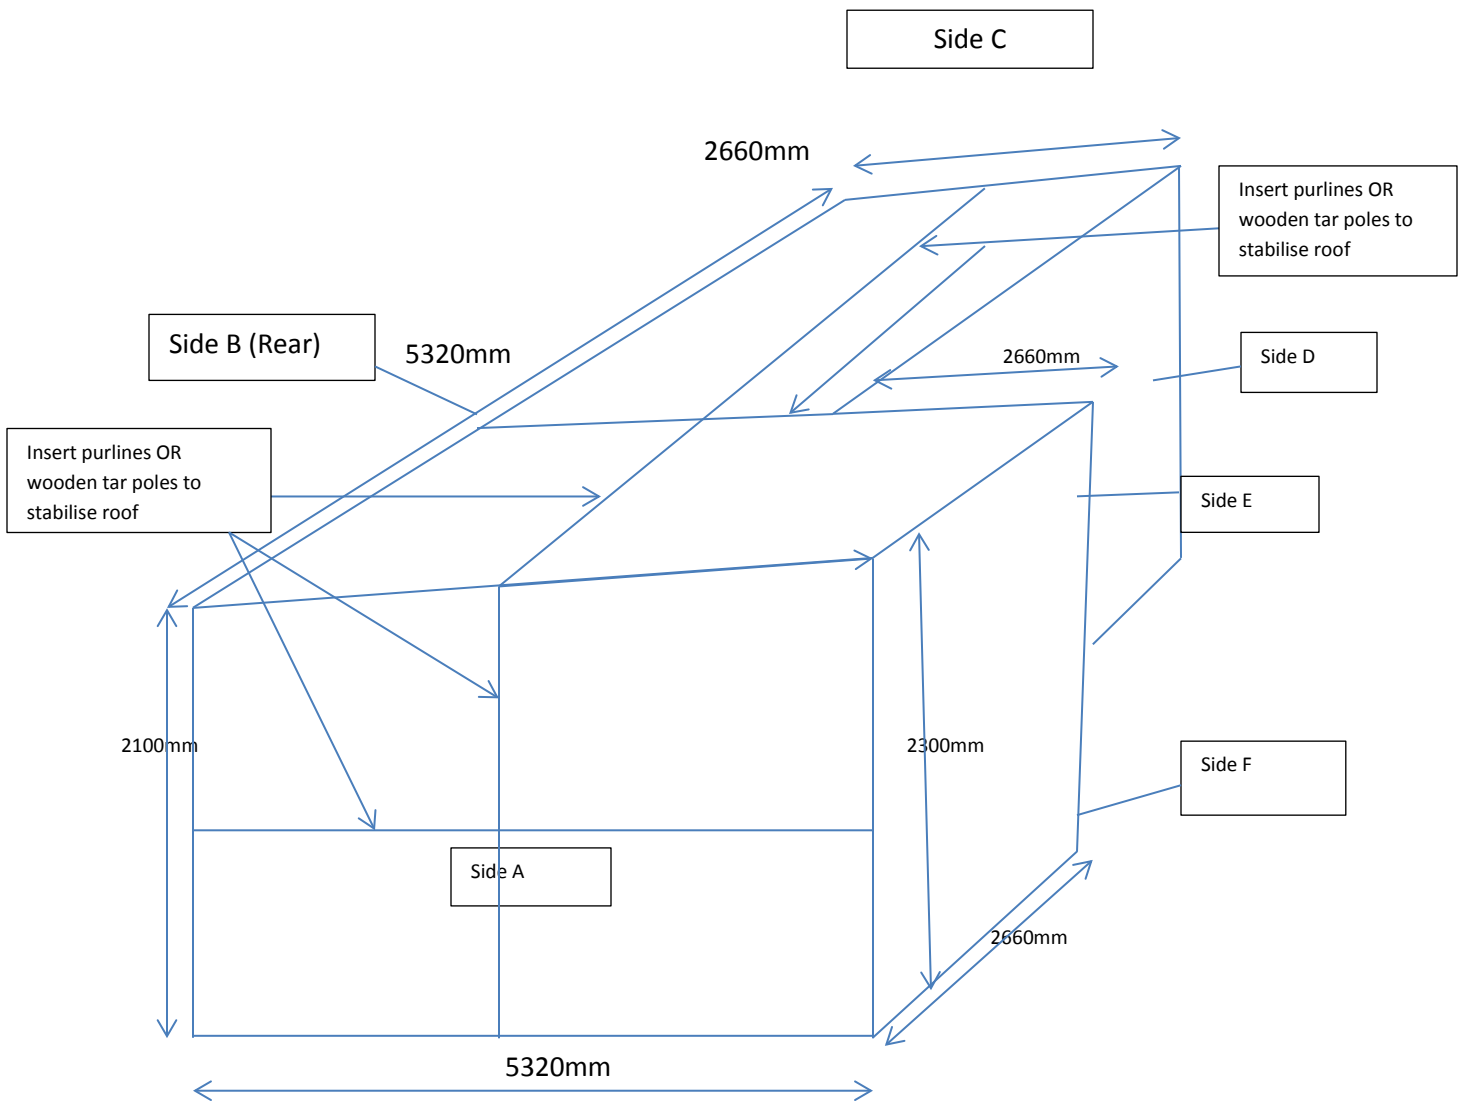 Side C
2660mm
Insert purlines OR
wooden tar poles to
stabilise roof
Side B (Rear)
5320mm
2660mm
Side D
Insert purlines OR
wooden tar poles to
stabilise roof
Side E
2100mm
2300mm
Side F
Side A
2660mm
5320mm